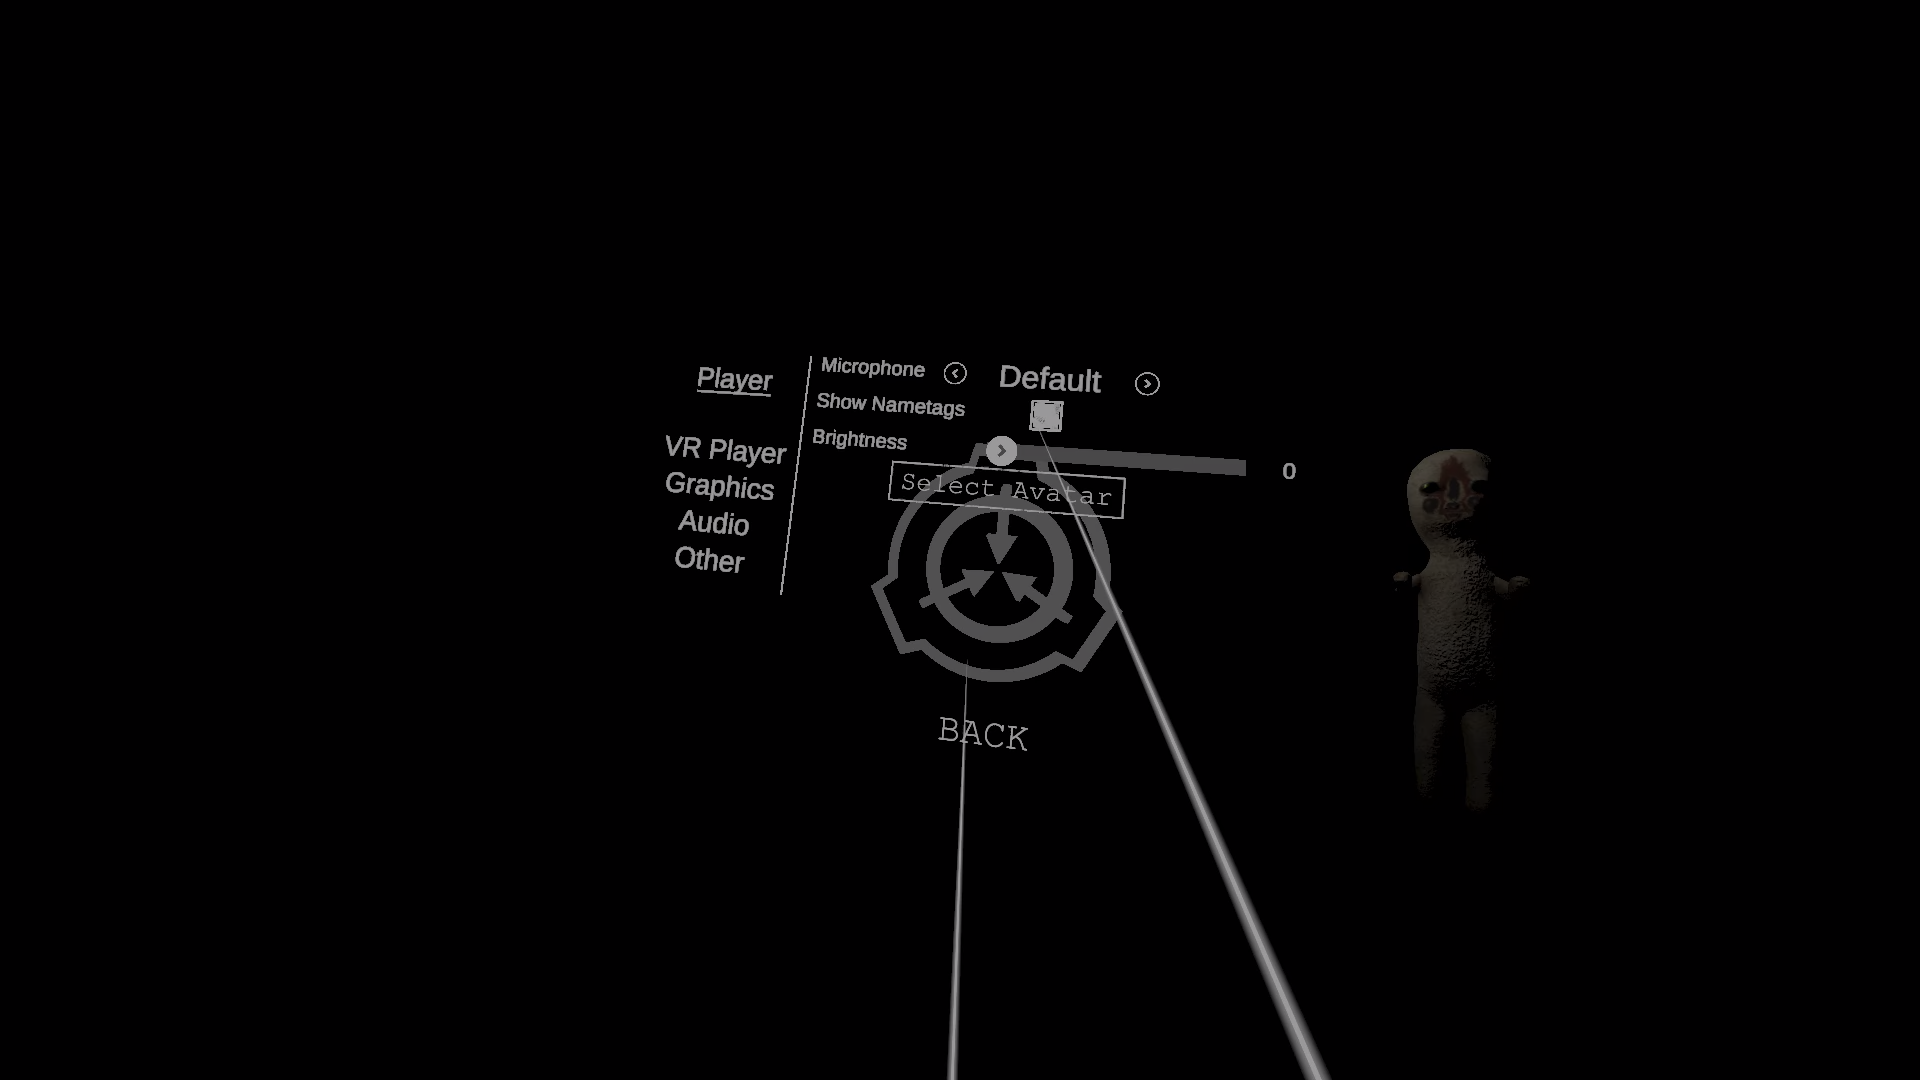 Player
VR Player
Graphics
Audio
Other
Microphone
Default
Show Nametags
Brightness
0
Select Avatar
BACK